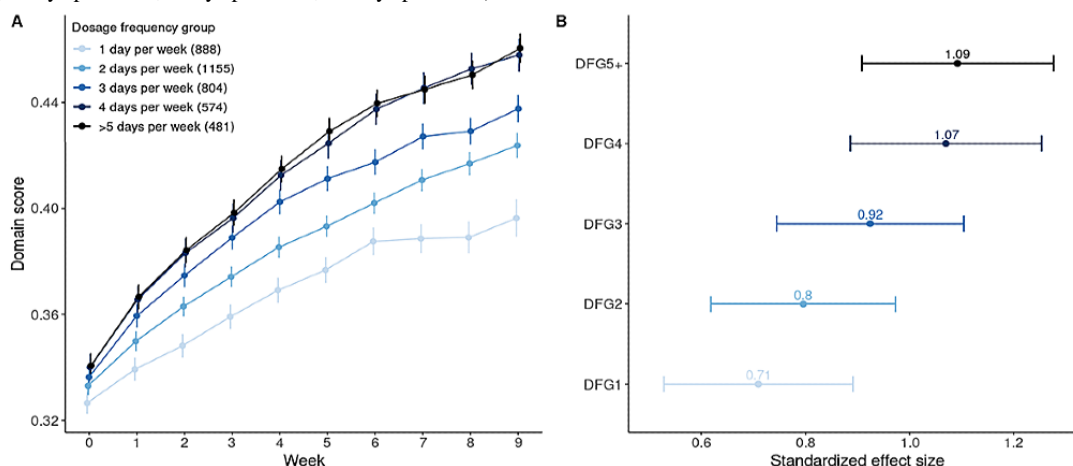 A
Dosage frequency group
1 day per week (888)
2 days per week (1155)
3 days per week (804)
4 days per week (574)
>5 days per week (481)
Domain score
0.44
0.40
0.36
0.32
0 1 2 3 4 5 6 7 8 9
Week
B
DFG5+
DFG4
DFG3
DFG2
DFG1
1.09
1.07
0.92
0.8
0.71
0.6 0.8 1.0 1.2
Standardized effect size